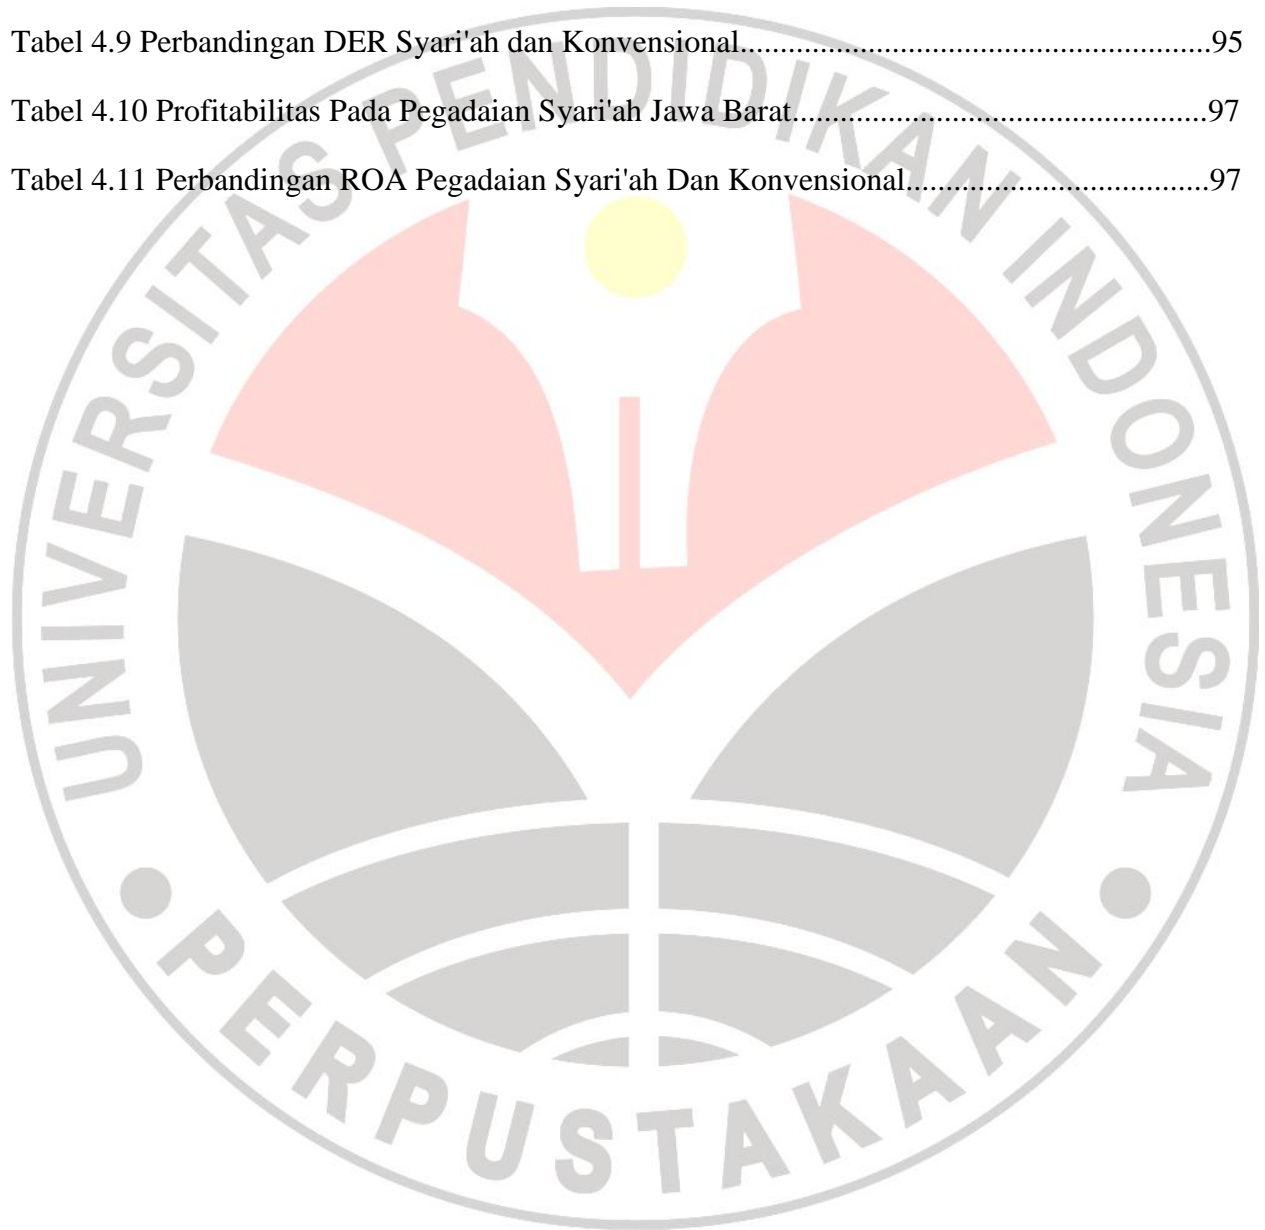 Tabel 4.9 Perbandingan DER Syari'ah dan Konvensional..........................................................95
Tabel 4.10 Profitabilitas Pada Pegadaian Syari'ah Jawa Barat...................................................97
Tabel 4.11 Perbandingan ROA Pegadaian Syari'ah Dan Konvensional.....................................97
UNIVERSITAS PENDIDIKAN INDONESIA
PERPUSTAKAAN